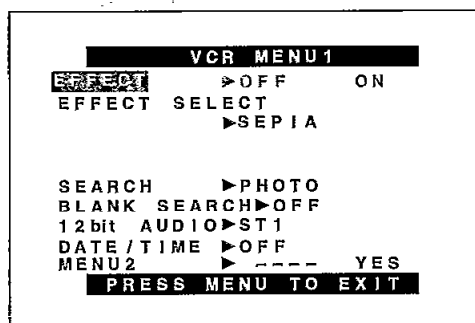 VCR MENU1
EFFECT ▶OFF ON
EFFECT SELECT
▶SEPIA
SEARCH ▶PHOTO
BLANK SEARCH▶OFF
12bit AUDIO▶ST1
DATE/TIME ▶OFF
MENU2 ▶ ---- YES
PRESS MENU TO EXIT